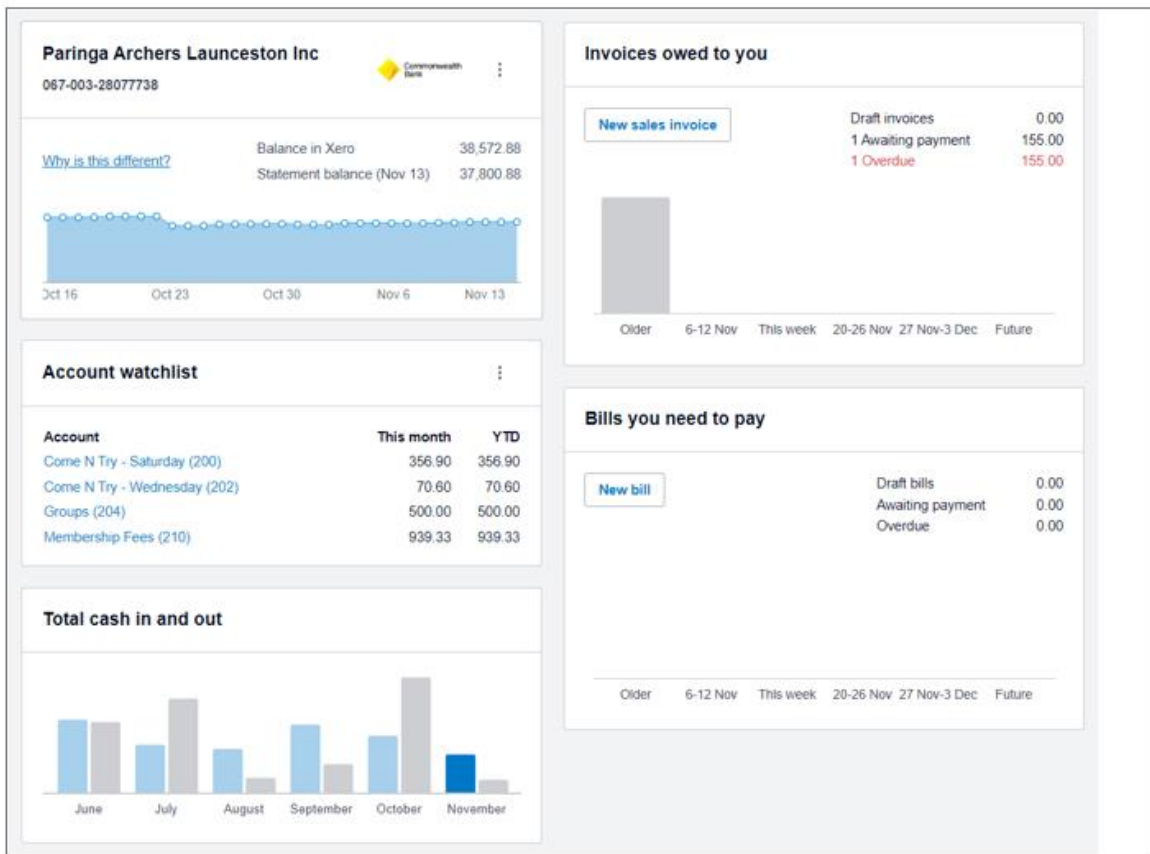 Paringa Archers Launceston Inc
067-003-28077738
Commonwealth
Bank
Why is this different?
Balance in Xero 38,572.88
Statement balance (Nov 13) 37,800.88
Oct 16 Oct 23 Oct 30 Nov 6 Nov 13
Account watchlist
Account This month YTD
Come N Try - Saturday (200) 356.90 356.90
Come N Try - Wednesday (202) 70.60 70.60
Groups (204) 500.00 500.00
Membership Fees (210) 939.33 939.33
Total cash in and out
June July August September October November
Invoices owed to you
New sales invoice
Draft invoices 0.00
1 Awaiting payment 155.00
1 Overdue 155.00
Older 6-12 Nov This week 20-26 Nov 27 Nov-3 Dec Future
Bills you need to pay
New bill
Draft bills 0.00
Awaiting payment 0.00
Overdue 0.00
Older 6-12 Nov This week 20-26 Nov 27 Nov-3 Dec Future